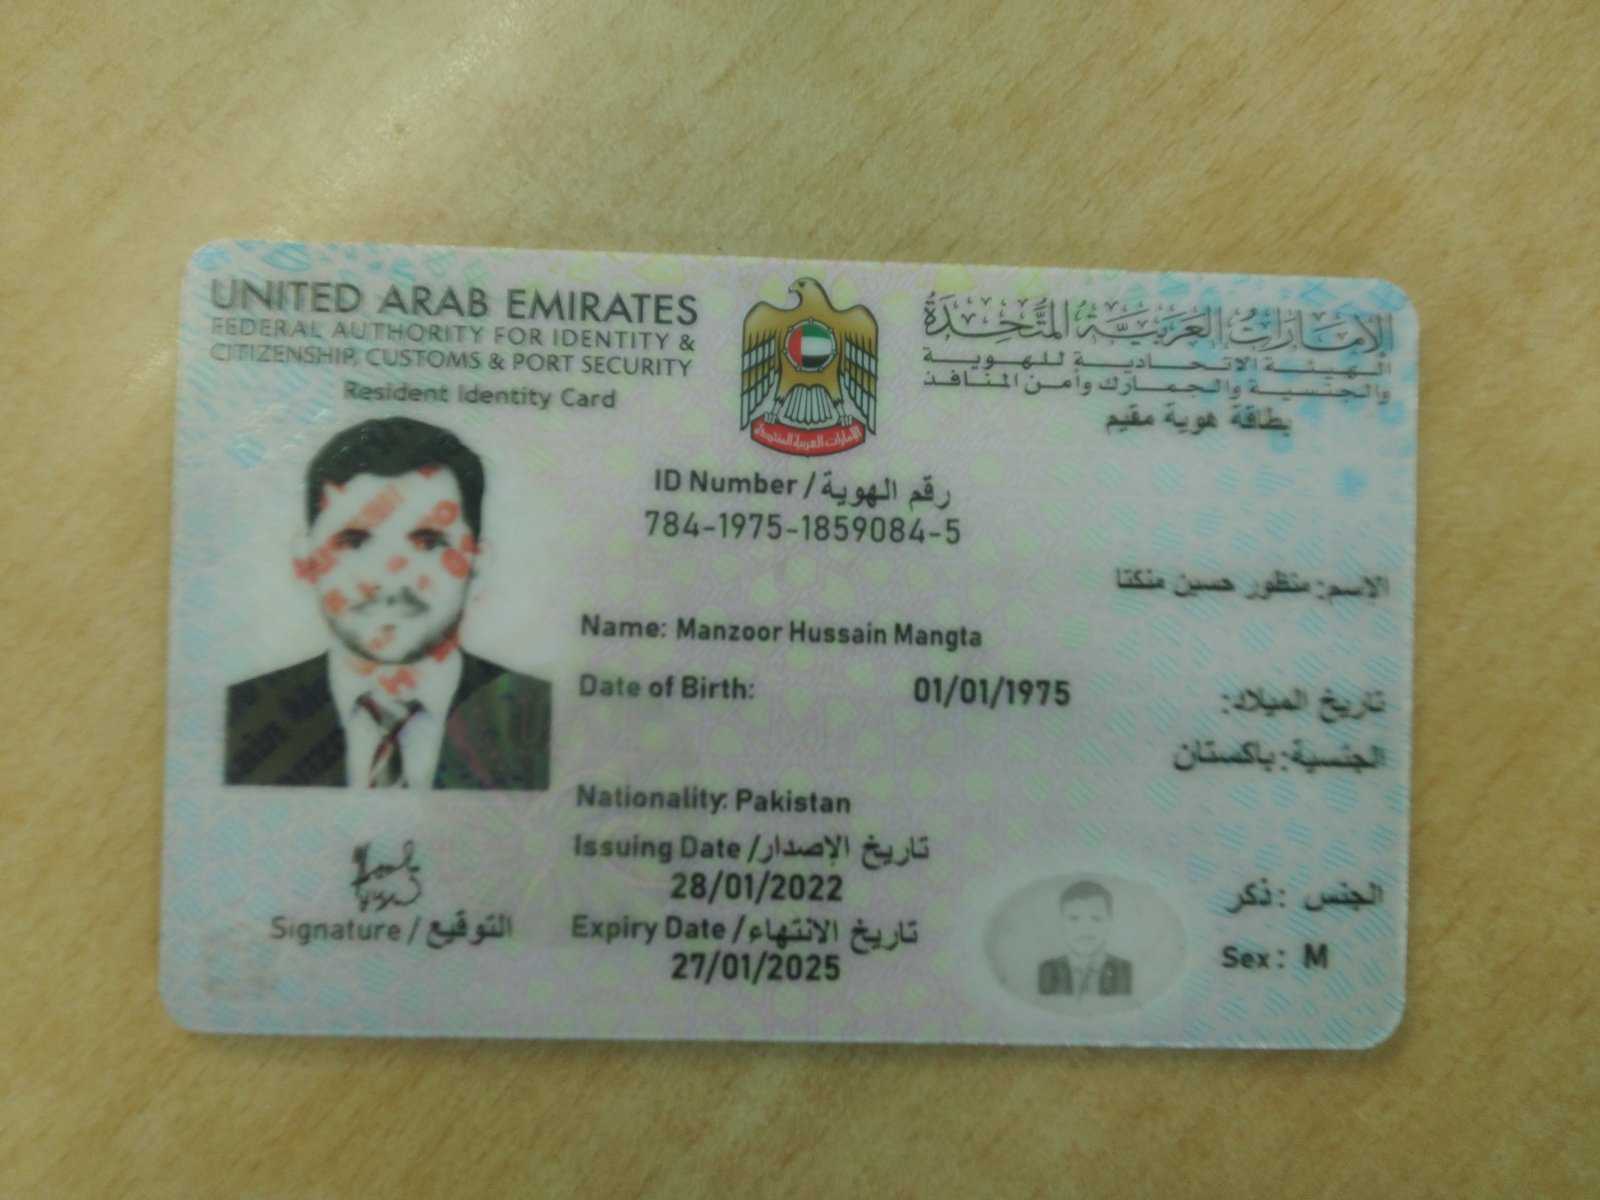 UNITED ARAB EMIRATES
FEDERAL AUTHORITY FOR IDENTITY &
CITIZENSHIP, CUSTOMS & PORT SECURITY
Resident Identity Card
الإمارات العربية المتحدة
الهيئة الاتحادية للهوية
والجنسية والجمارك وأمن المنافذ
بطاقة هوية مقيم
الإمارات العربية المتحدة
ID Number / رقم الهوية
784-1975-1859084-5
الاسم: منظور حسين منكتا
Name: Manzoor Hussain Mangta
Date of Birth: 01/01/1975 تاريخ الميلاد:
الجنسية: باكستان
Nationality: Pakistan
Issuing Date / تاريخ الإصدار
28/01/2022
Expiry Date / تاريخ الانتهاء
27/01/2025
الجنس : ذكر
Sex : M
Signature / التوقيع